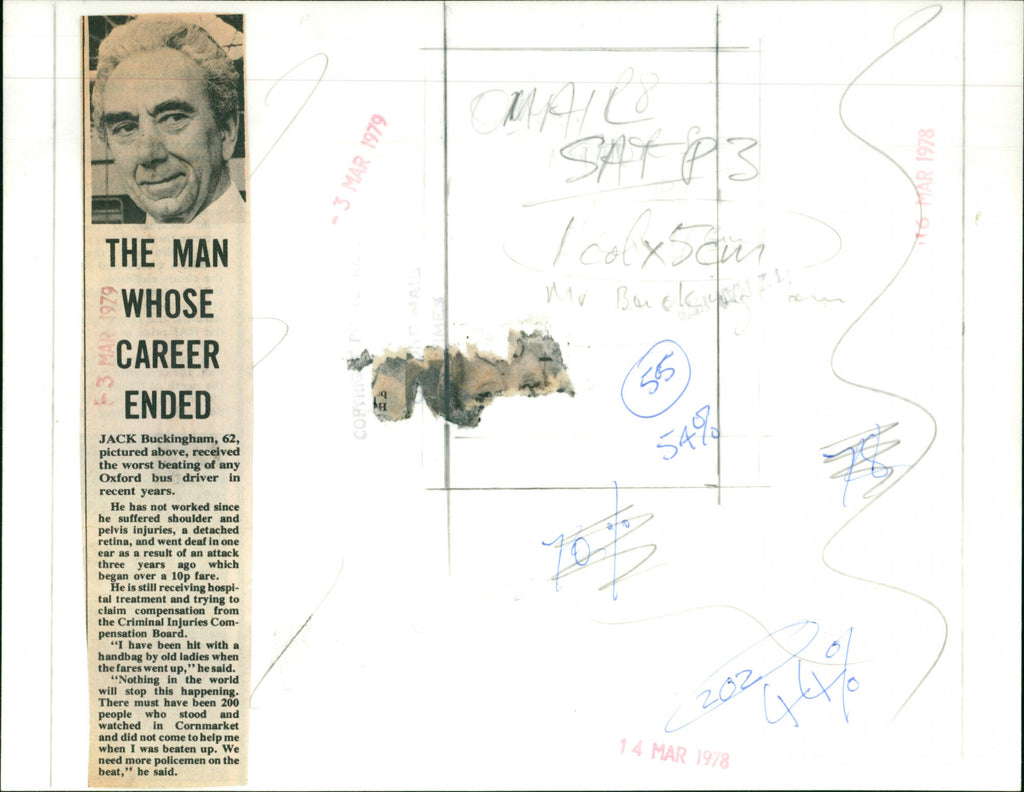 THE MAN
WHOSE
CAREER
ENDED
-3 MAR 1979
JACK Buckingham, 62,
pictured above, received
the worst beating of any
Oxford bus driver in
recent years.
He has not worked since
he suffered shoulder and
pelvis injuries, a detached
retina, and went deaf in one
ear as a result of an attack
three years ago which
began over a 10p fare.
He is still receiving hospi-
tal treatment and trying to
claim compensation from
the Criminal Injuries Com-
pensation Board.
"I have been hit with a
handbag by old ladies when
the fares went up," he said.
"Nothing in the world
will stop this happening.
There must have been 200
people who stood and
watched in Cornmarket
and did not come to help me
when I was beaten up. We
need more policemen on the
beat," he said.
-3 MAR 1979
SAT P3
1 col x 5cm
Mr Buckingham
16 MAR 1978
55
54%
78
70%
202
44%
14 MAR 1978